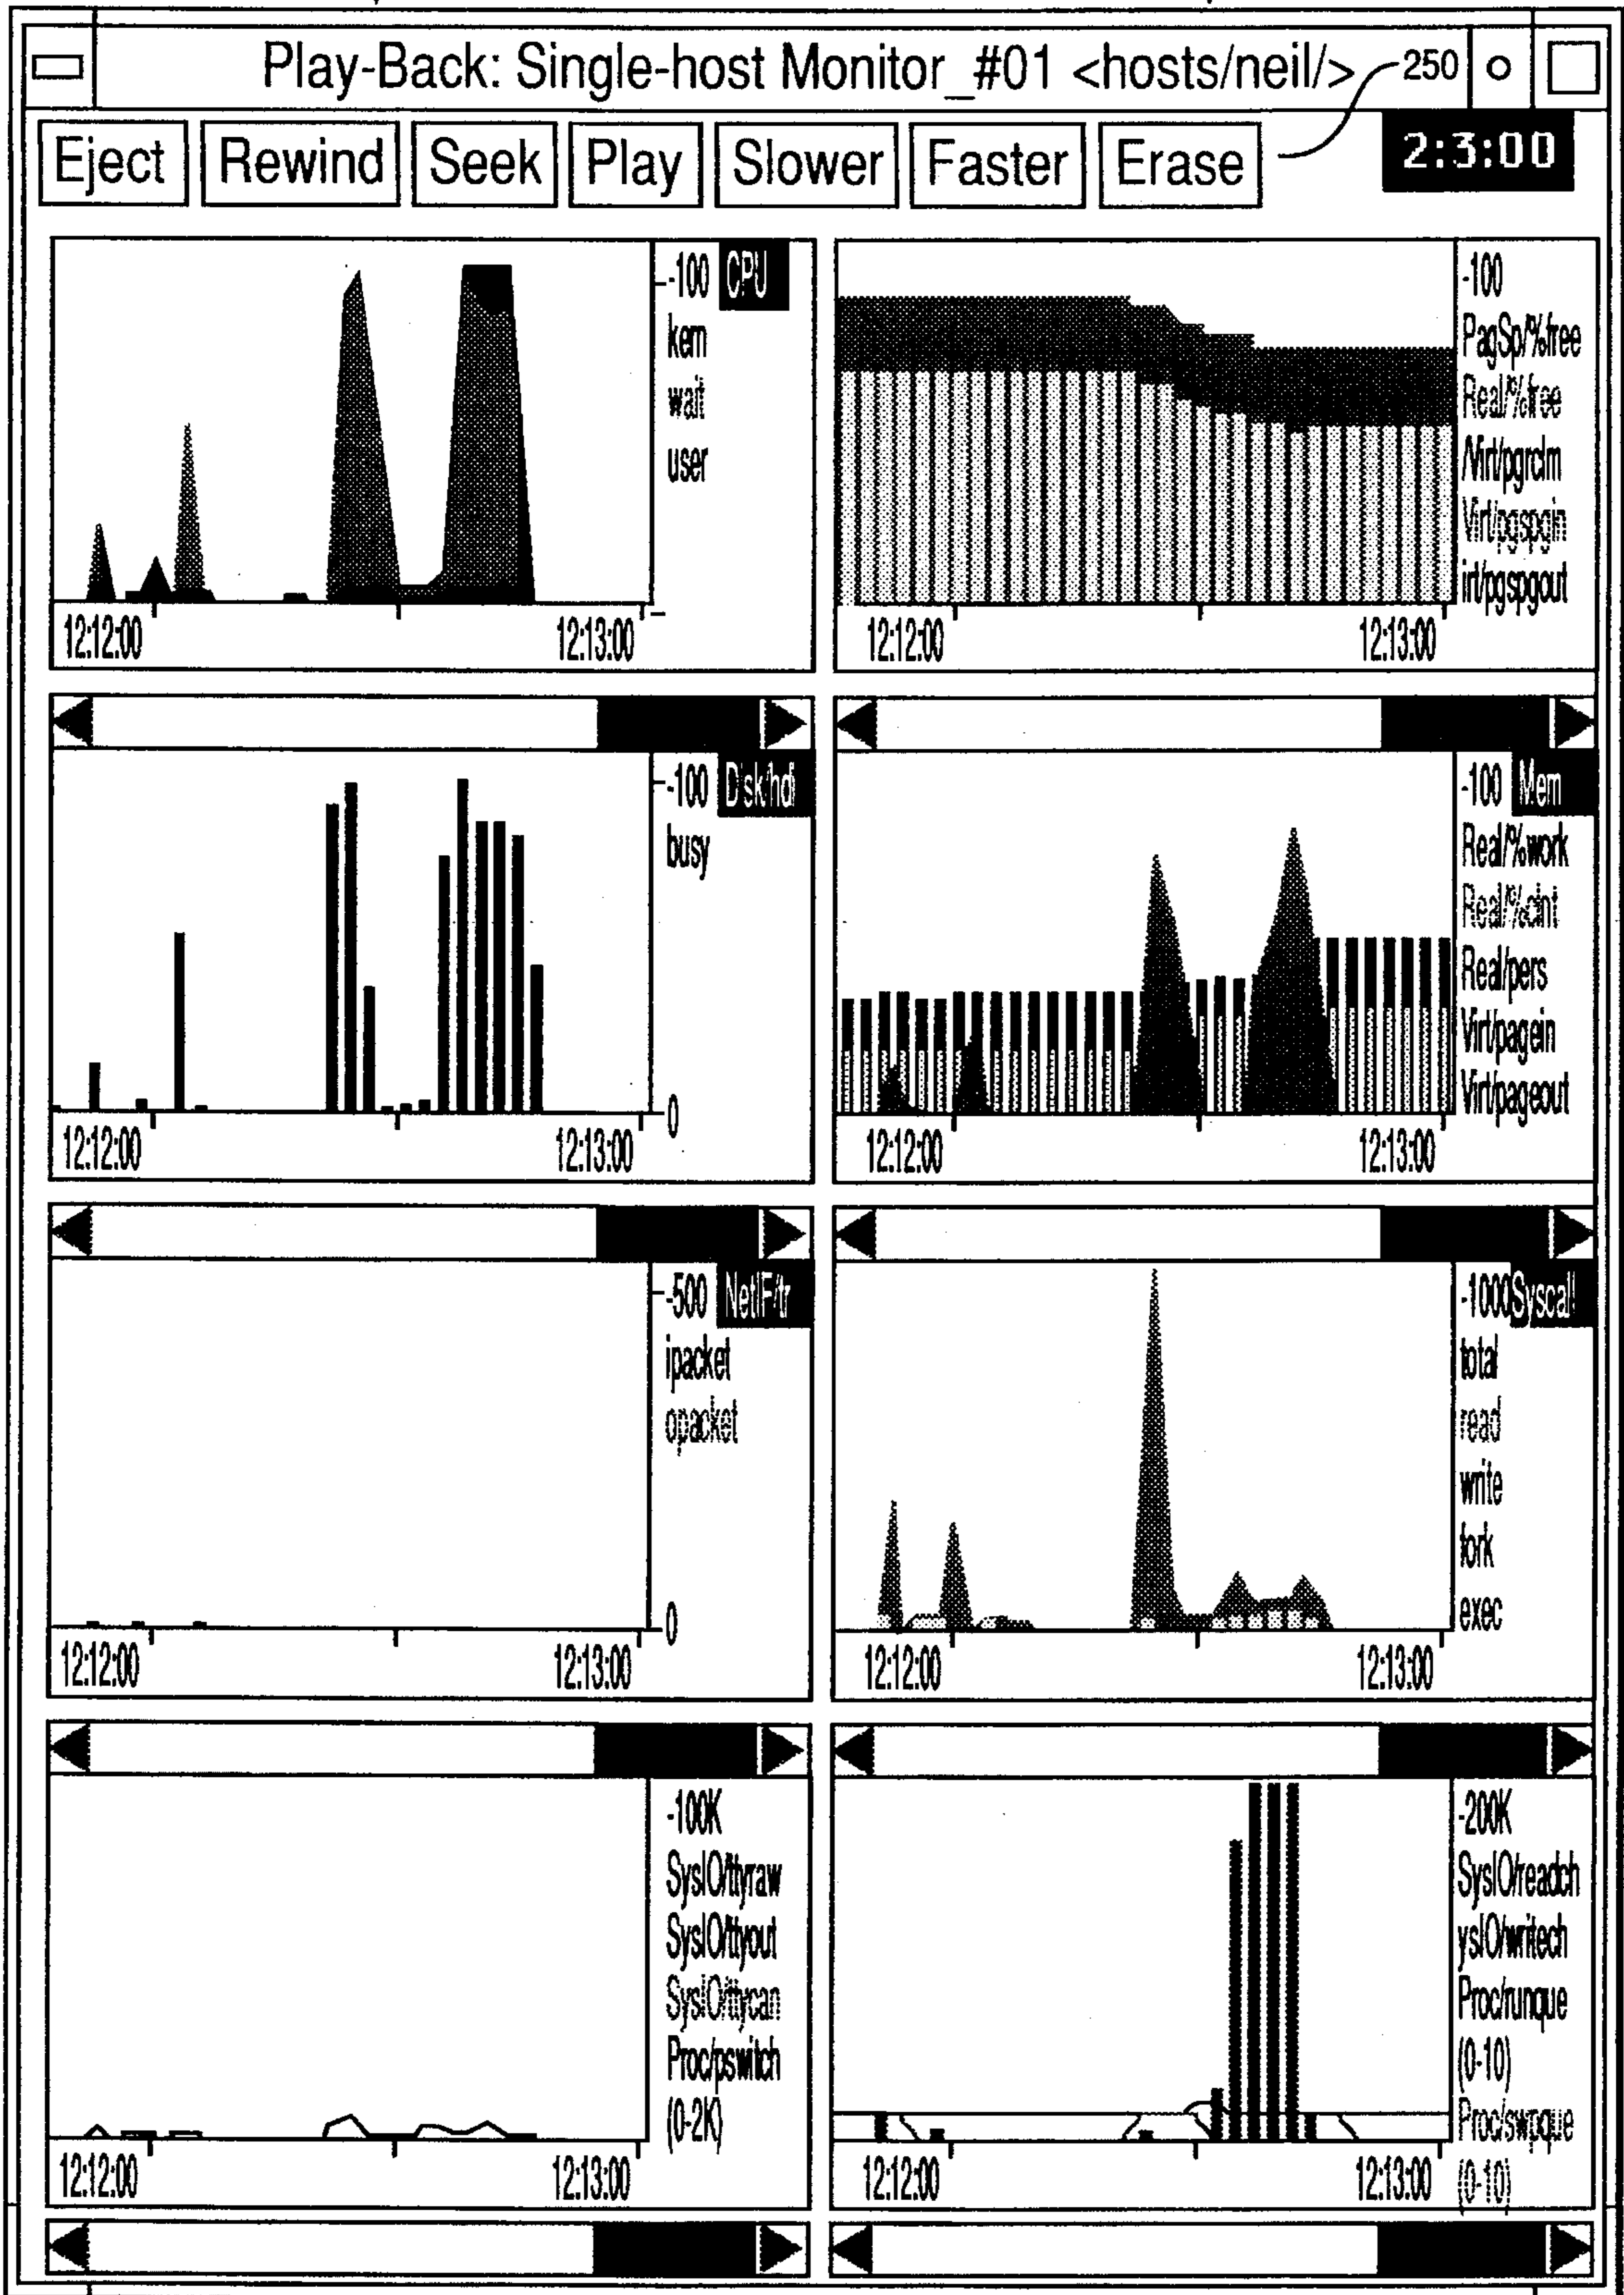 Play-Back: Single-host Monitor_#01 <hosts/neil/> 250
Eject Rewind Seek Play Slower Faster Erase 2:3:00
-100 CPU
kern
wait
user
12:12:00 12:13:00
-100
PagSp/%free
Real/%free
/Virt/pgrclm
Virt/pgspgin
irt/pgspgout
12:12:00 12:13:00
-100 Disk/hdi
busy
0
12:12:00 12:13:00
-100 Mem
Real/%work
Real/%clnt
Real/pers
Virt/pagein
Virt/pageout
12:12:00 12:13:00
-500 NetIF/tr
ipacket
opacket
0
12:12:00 12:13:00
-1000 Syscall
total
read
write
fork
exec
12:12:00 12:13:00
-100K
SysIO/ttyraw
SysIO/ttyout
SysIO/ttycan
Proc/pswitch
(0-2K)
12:12:00 12:13:00
-200K
SysIO/readch
ysIO/writech
Proc/runque
(0-10)
Proc/swpque
(0-10)
12:12:00 12:13:00